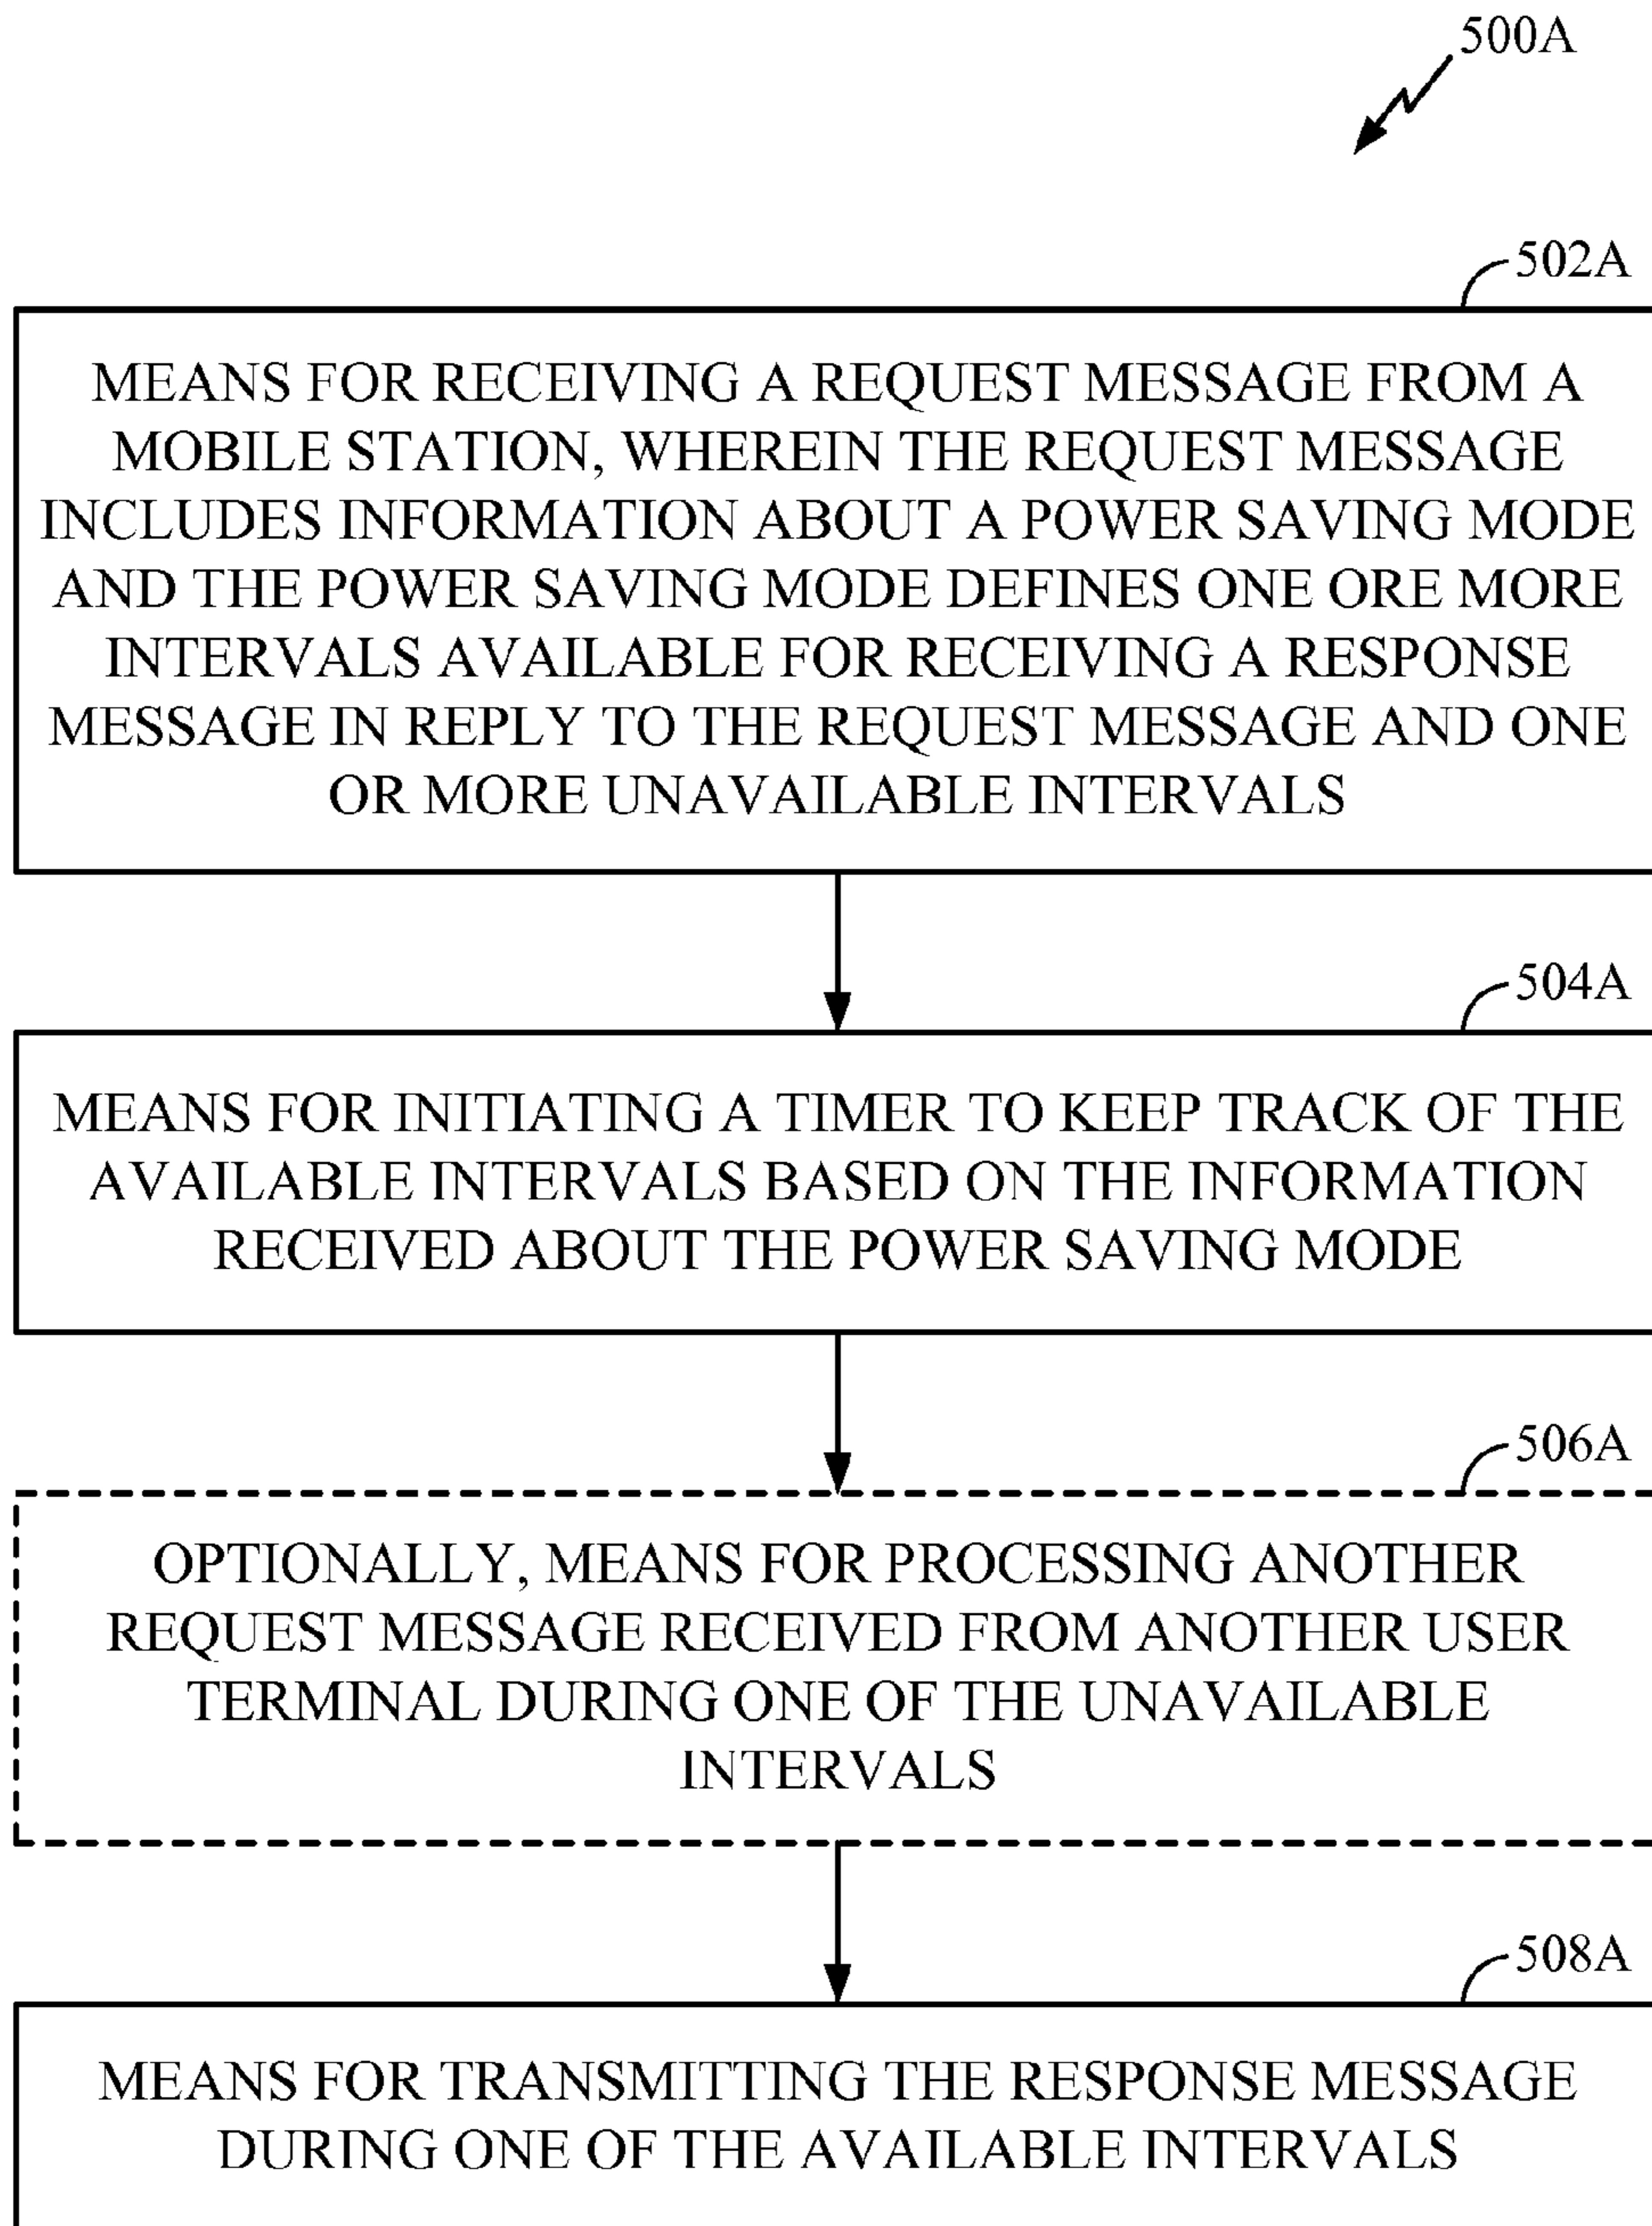 500A
502A
MEANS FOR RECEIVING A REQUEST MESSAGE FROM A
MOBILE STATION, WHEREIN THE REQUEST MESSAGE
INCLUDES INFORMATION ABOUT A POWER SAVING MODE
AND THE POWER SAVING MODE DEFINES ONE ORE MORE
INTERVALS AVAILABLE FOR RECEIVING A RESPONSE
MESSAGE IN REPLY TO THE REQUEST MESSAGE AND ONE
OR MORE UNAVAILABLE INTERVALS
504A
MEANS FOR INITIATING A TIMER TO KEEP TRACK OF THE
AVAILABLE INTERVALS BASED ON THE INFORMATION
RECEIVED ABOUT THE POWER SAVING MODE
506A
OPTIONALLY, MEANS FOR PROCESSING ANOTHER
REQUEST MESSAGE RECEIVED FROM ANOTHER USER
TERMINAL DURING ONE OF THE UNAVAILABLE
INTERVALS
508A
MEANS FOR TRANSMITTING THE RESPONSE MESSAGE
DURING ONE OF THE AVAILABLE INTERVALS